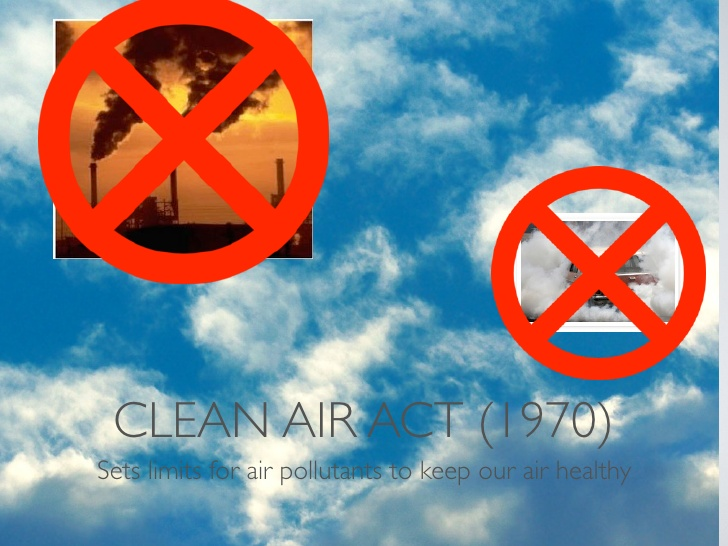 CLEAN AIR ACT (1970)
Sets limits for air pollutants to keep our air healthy